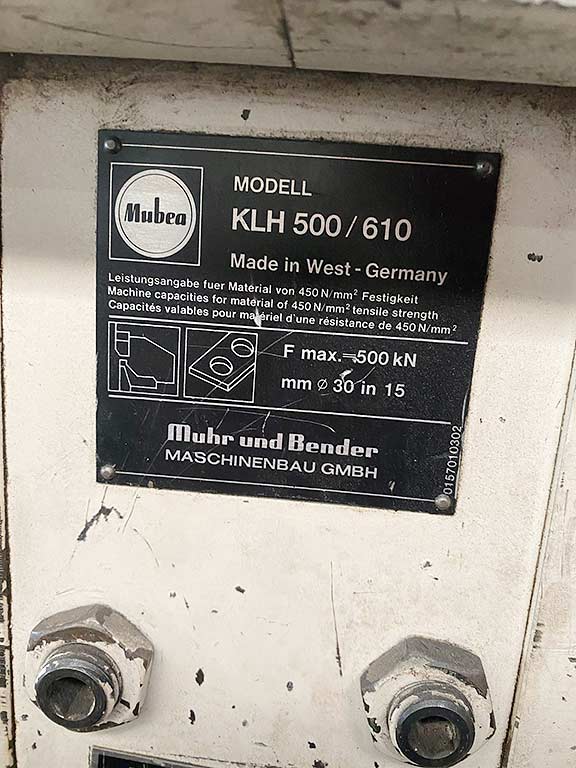 Mubea
MODELL
KLH 500 / 610
Made in West - Germany
Leistungsangabe fuer Material von 450 N/mm² Festigkeit
Machine capacities for material of 450 N/mm² tensile strength
Capacités valables pour matériel d'une résistance de 450 N/mm²
F max.=500 kN
mm ø 30 in 15
Muhr und Bender
MASCHINENBAU GMBH
0157010302